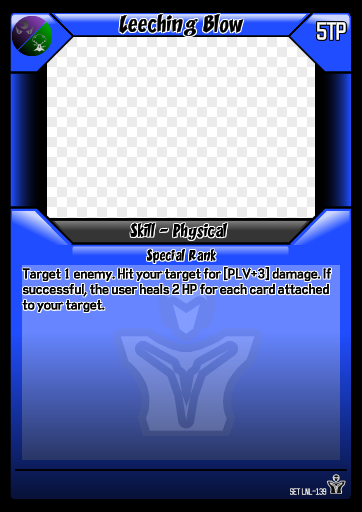 Leeching Blow
5TP
Skill - Physical
Special Rank
Target 1 enemy. Hit your target for [PLV+3] damage. If
successful, the user heals 2 HP for each card attached
to your target.
SET LNL-139